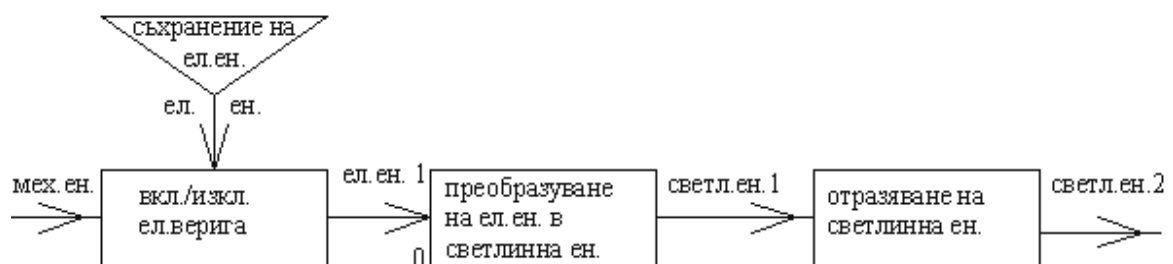 съхранение на
ел.ен.
ел. ен.
мех.ен.
вкл./изкл.
ел.верига
ел.ен. 1
0
преобразуване
на ел.ен. в
светлинна ен.
светл.ен.1
отразяване на
светлинна ен.
светл.ен.2